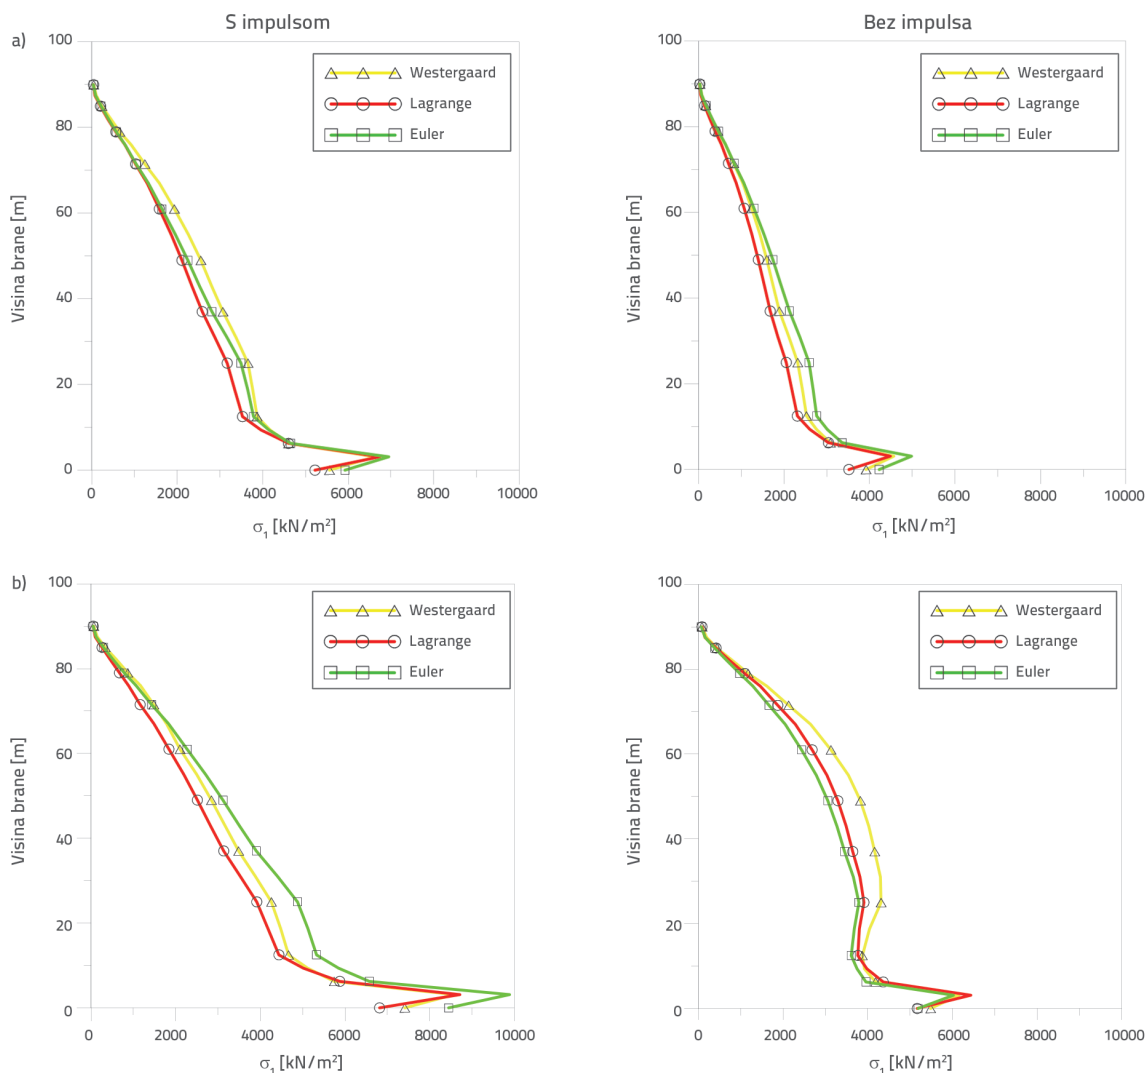 S impulsom
Bez impulsa
a)
100
80
60
40
20
0
Visina brane [m]
Westergaard
Lagrange
Euler
0 2000 4000 6000 8000 10000
σ1 [kN/m²]
100
80
60
40
20
0
Visina brane [m]
Westergaard
Lagrange
Euler
0 2000 4000 6000 8000 10000
σ1 [kN/m²]
b)
100
80
60
40
20
0
Visina brane [m]
Westergaard
Lagrange
Euler
0 2000 4000 6000 8000 10000
σ1 [kN/m²]
100
80
60
40
20
0
Visina brane [m]
Westergaard
Lagrange
Euler
0 2000 4000 6000 8000 10000
σ1 [kN/m²]